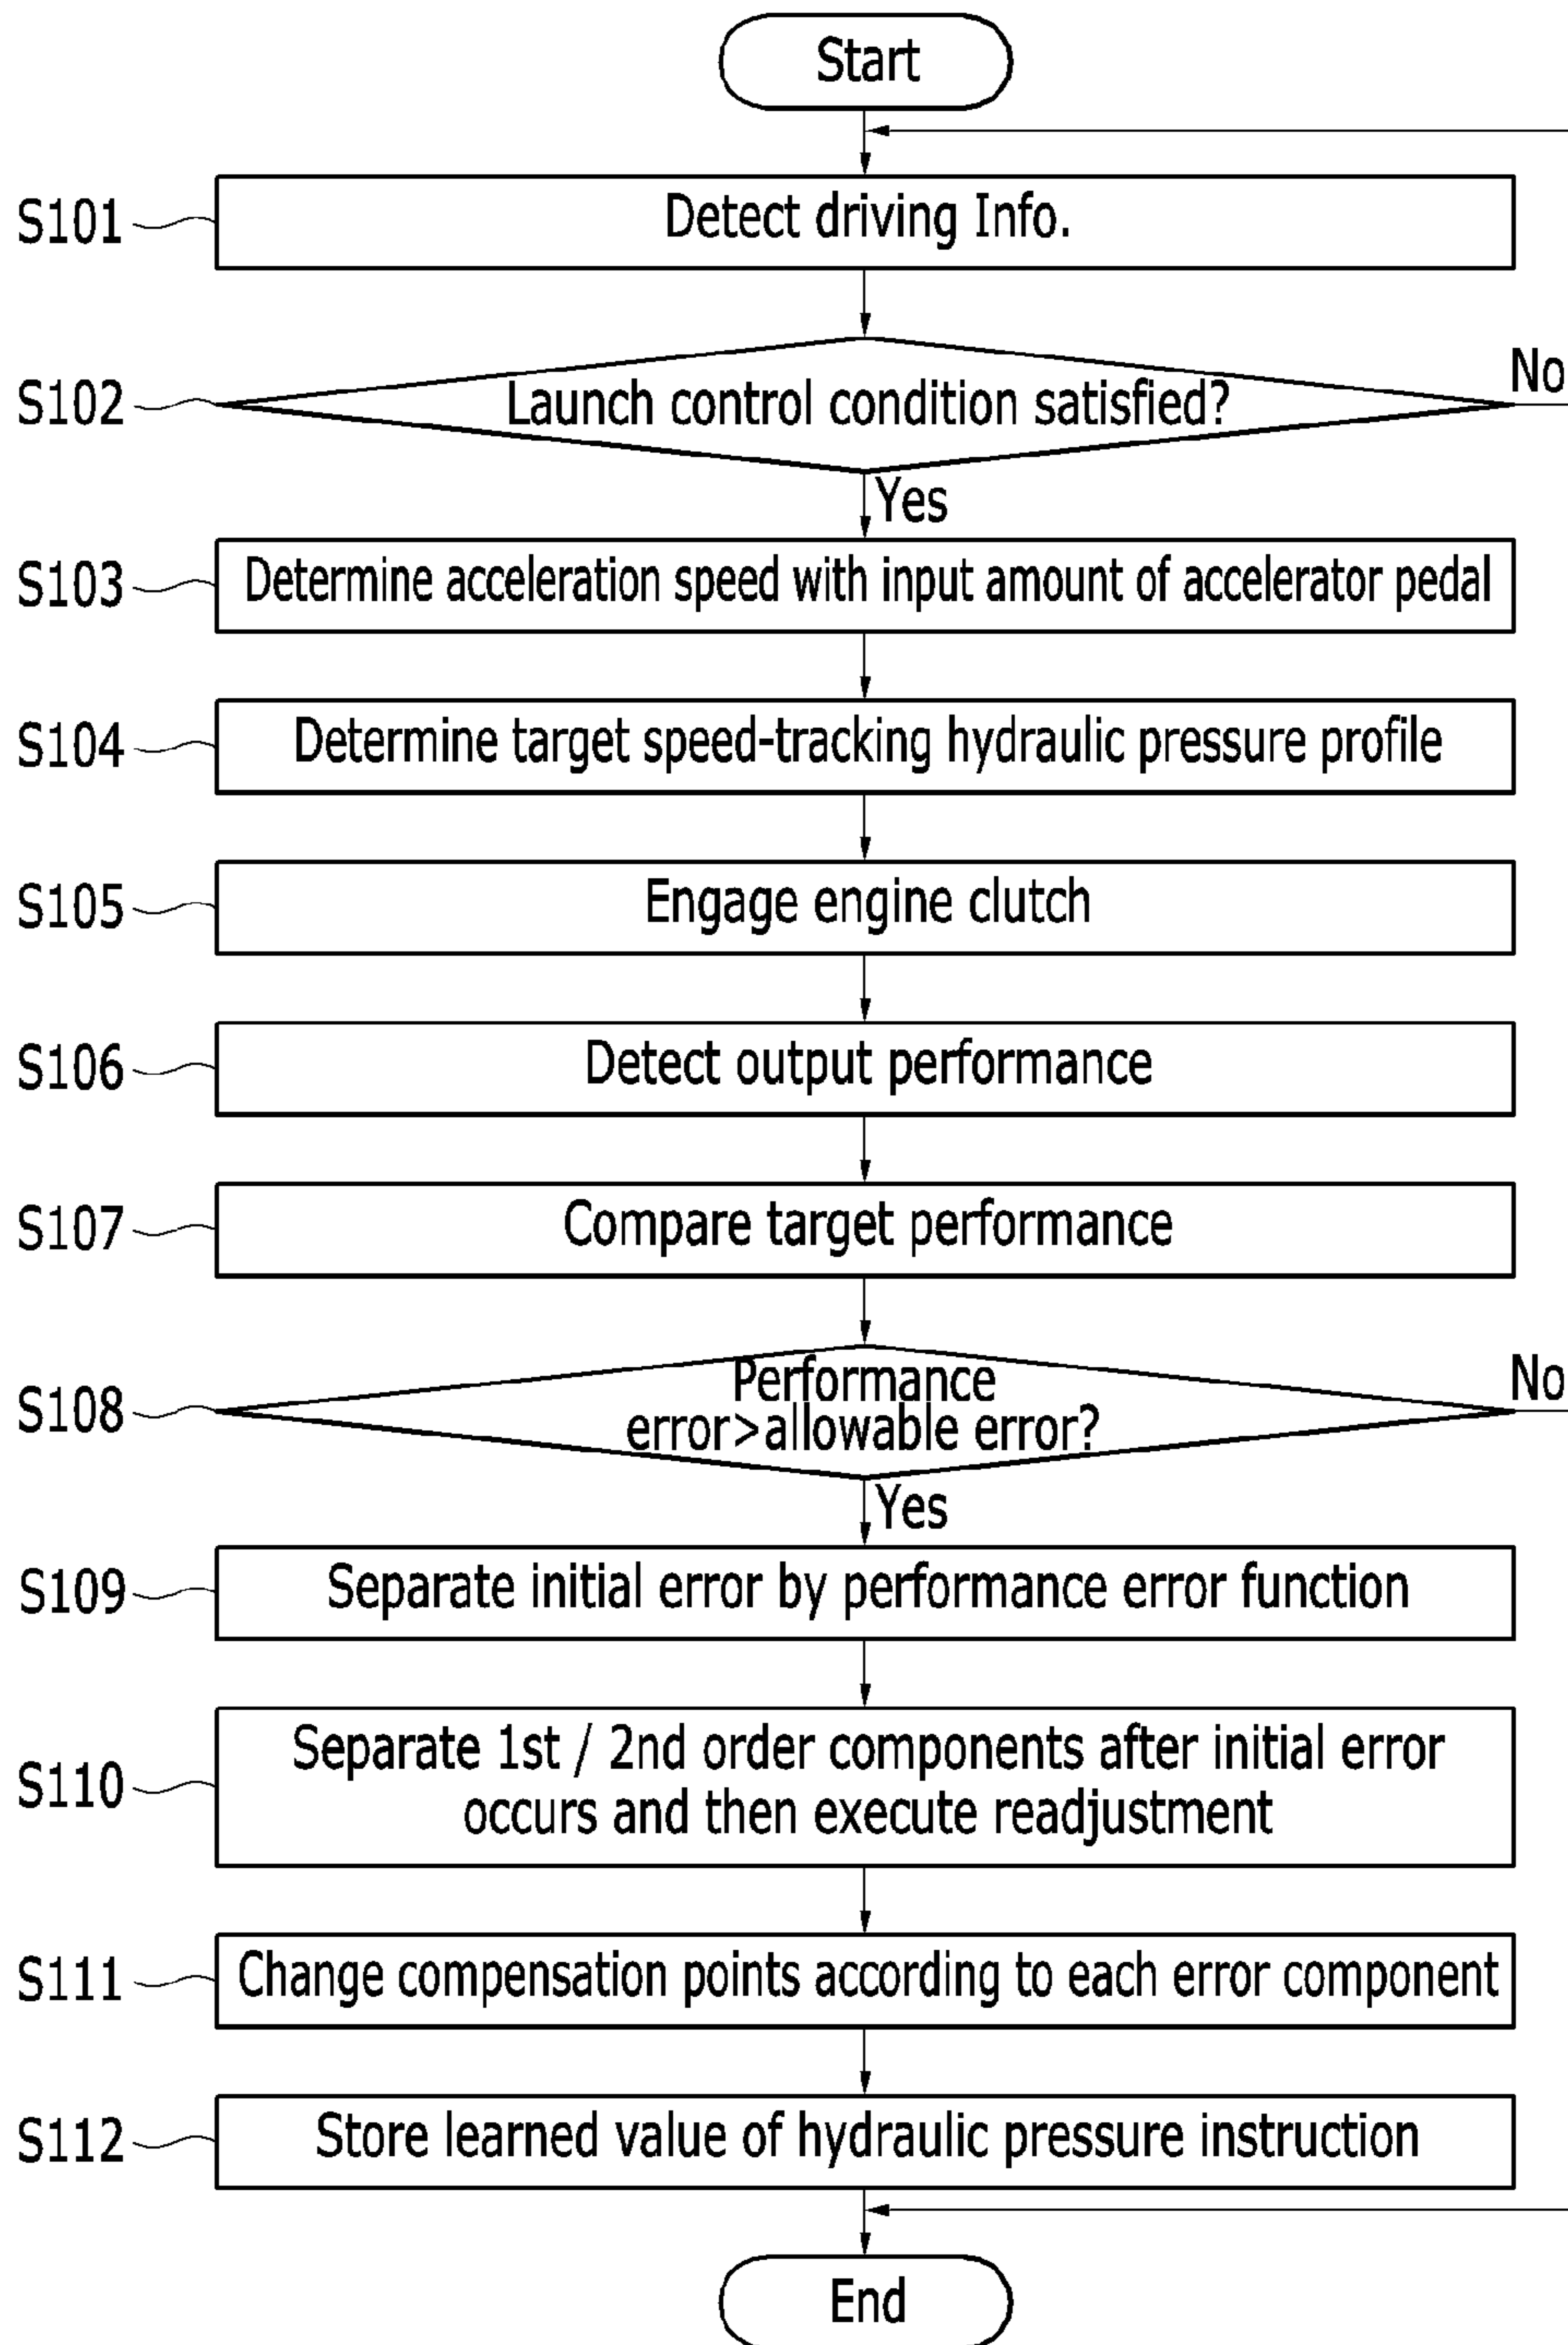 Start
S101
Detect driving Info.
S102
Launch control condition satisfied?
No
Yes
S103
Determine acceleration speed with input amount of accelerator pedal
S104
Determine target speed-tracking hydraulic pressure profile
S105
Engage engine clutch
S106
Detect output performance
S107
Compare target performance
S108
Performance
error>allowable error?
No
Yes
S109
Separate initial error by performance error function
S110
Separate 1st / 2nd order components after initial error
occurs and then execute readjustment
S111
Change compensation points according to each error component
S112
Store learned value of hydraulic pressure instruction
End